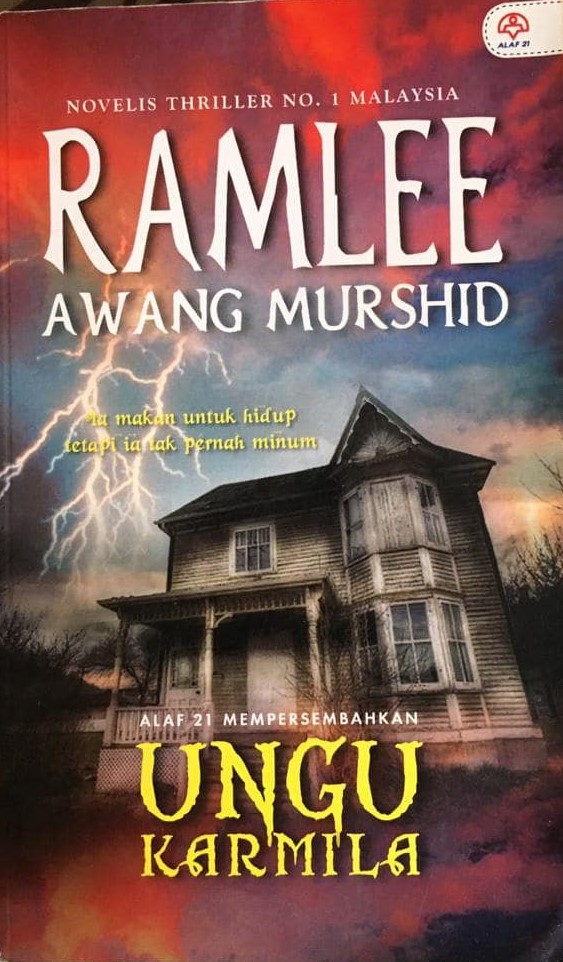 ALAF 21
NOVELIS THRILLER NO. 1 MALAYSIA
RAMLEE
AWANG MURSHID
Ia makan untuk hidup
tetapi ia tak pernah minum
ALAF 21 MEMPERSEMBAHKAN
UNGU
KARMILA